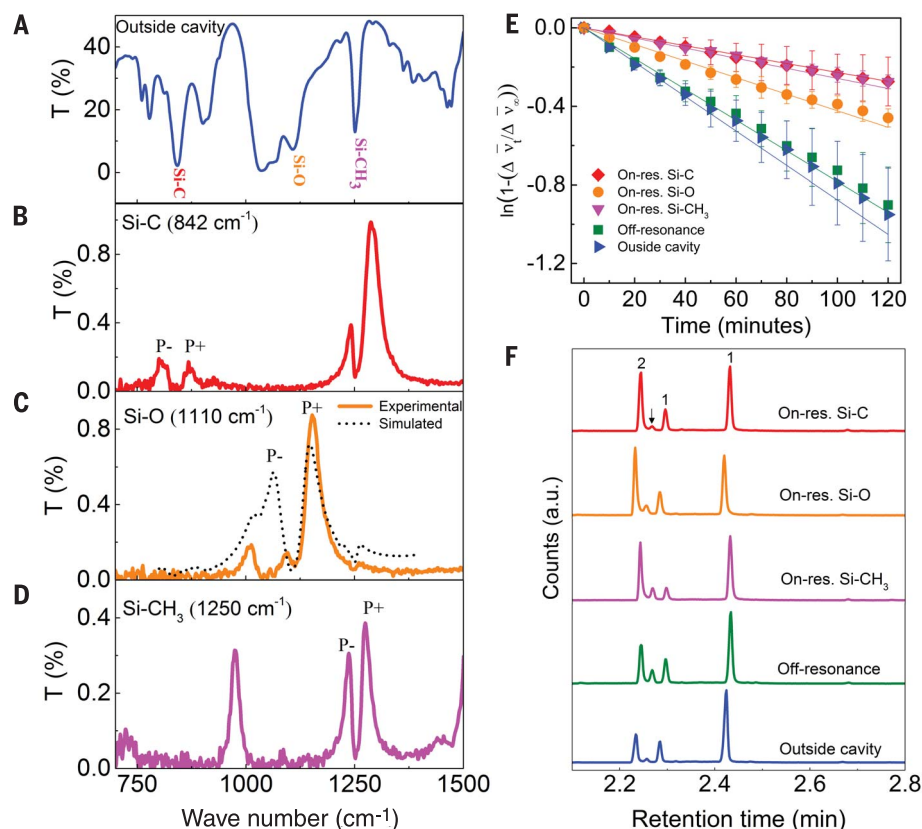 A
Outside cavity
T (%)
40
20
0
Si-C
Si-O
Si-CH3
B
Si-C (842 cm-1)
T (%)
0.8
0.4
0.0
P-
P+
C
Si-O (1110 cm-1)
P+
Experimental
Simulated
P-
T (%)
0.8
0.4
0.0
D
Si-CH3 (1250 cm-1)
P+
P-
T (%)
0.4
0.2
0.0
750
1000
1250
1500
Wave number (cm-1)
E
ln(1-(Δν̄t/Δν̄∞))
0.0
-0.4
-0.8
-1.2
On-res. Si-C
On-res. Si-O
On-res. Si-CH3
Off-resonance
Ouside cavity
0 20 40 60 80 100 120
Time (minutes)
F
Counts (a.u.)
2
1
1
On-res. Si-C
On-res. Si-O
On-res. Si-CH3
Off-resonance
Outside cavity
2.2 2.4 2.6 2.8
Retention time (min)